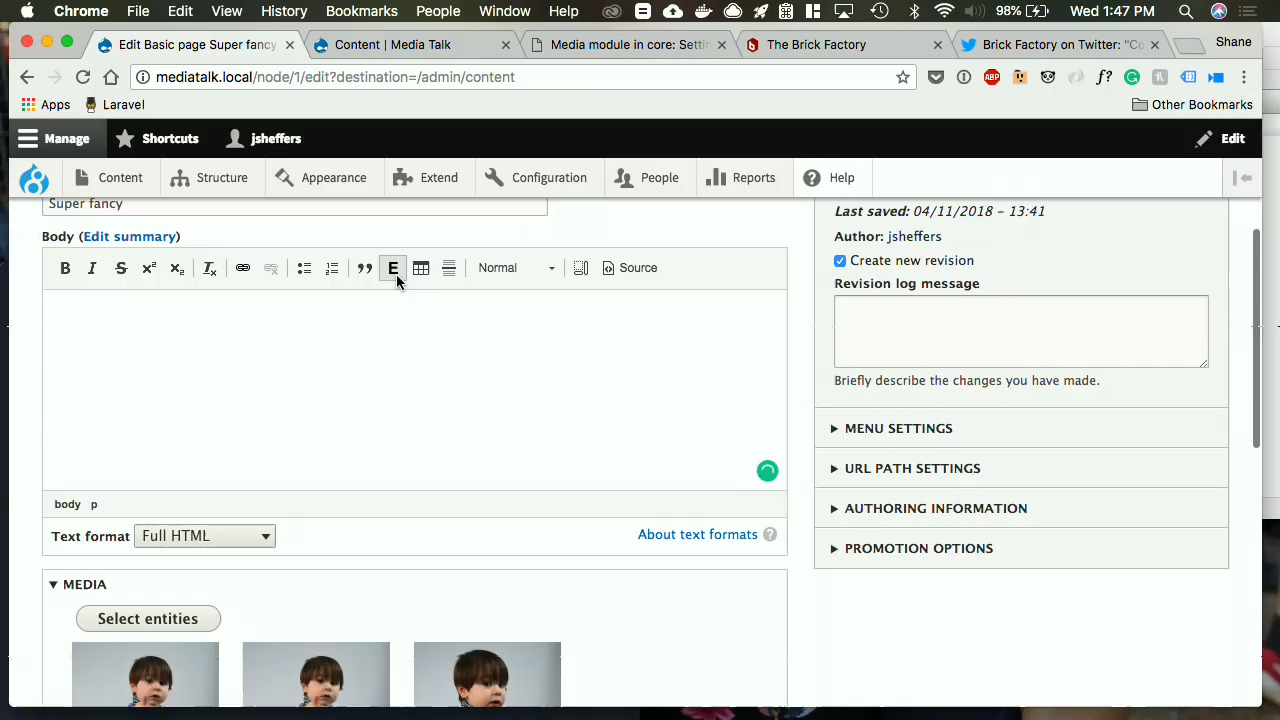 Chrome File Edit View History Bookmarks People Window Help 98% Wed 1:47 PM
Edit Basic page Super fancy Content | Media Talk Media module in core: Settin The Brick Factory Brick Factory on Twitter: "Co Shane
mediatalk.local/node/1/edit?destination=/admin/content ABP f?
Apps Laravel Other Bookmarks
Manage Shortcuts jsheffers Edit
Content Structure Appearance Extend Configuration People Reports Help
Super fancy
Body (Edit summary)
B I S x² x₂ Tx E Normal Source
body p
Text format Full HTML About text formats ?
MEDIA
Select entities
Last saved: 04/11/2018 - 13:41
Author: jsheffers
Create new revision
Revision log message
Briefly describe the changes you have made.
MENU SETTINGS
URL PATH SETTINGS
AUTHORING INFORMATION
PROMOTION OPTIONS